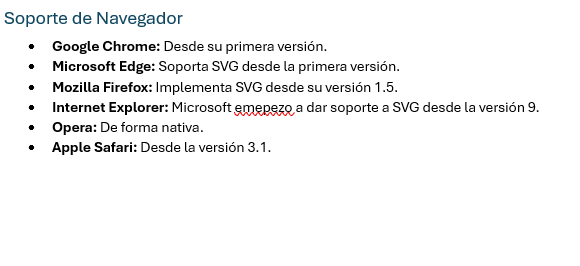 Soporte de Navegador
• Google Chrome: Desde su primera versión.
• Microsoft Edge: Soporta SVG desde la primera versión.
• Mozilla Firefox: Implementa SVG desde su versión 1.5.
• Internet Explorer: Microsoft emepezo a dar soporte a SVG desde la versión 9.
• Opera: De forma nativa.
• Apple Safari: Desde la versión 3.1.